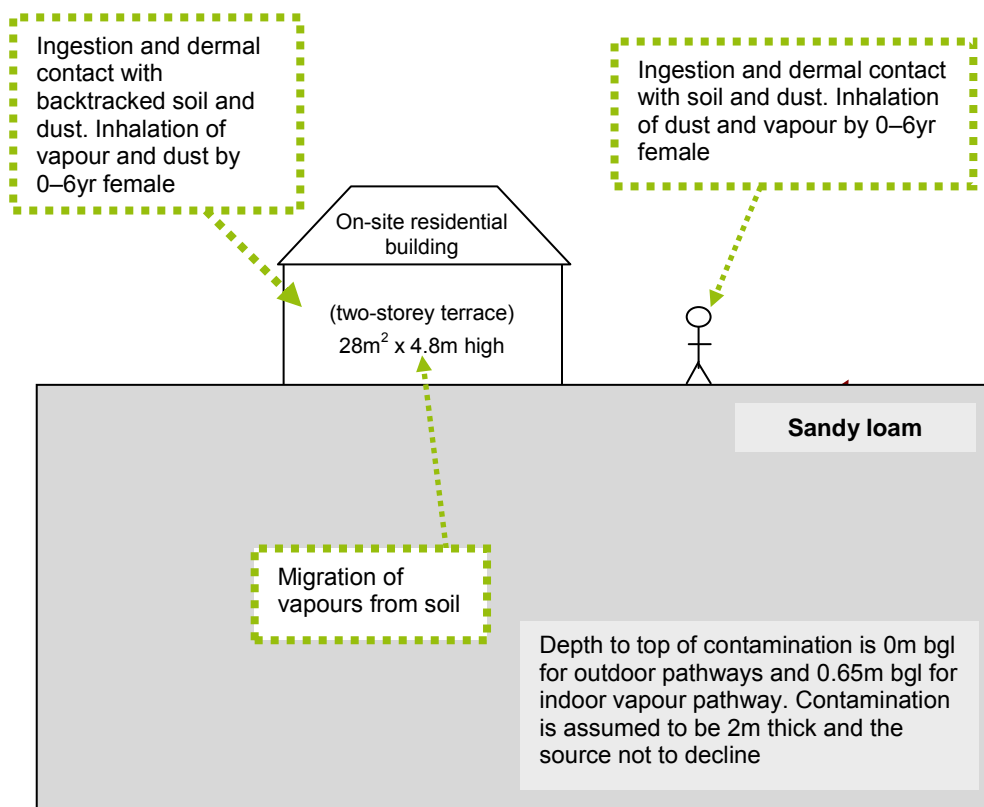 Ingestion and dermal
contact with
backtracked soil and
dust. Inhalation of
vapour and dust by
0–6yr female
Ingestion and dermal contact
with soil and dust. Inhalation
of dust and vapour by 0–6yr
female
On-site residential
building
(two-storey terrace)
28m² x 4.8m high
Sandy loam
Migration of
vapours from soil
Depth to top of contamination is 0m bgl
for outdoor pathways and 0.65m bgl for
indoor vapour pathway. Contamination
is assumed to be 2m thick and the
source not to decline